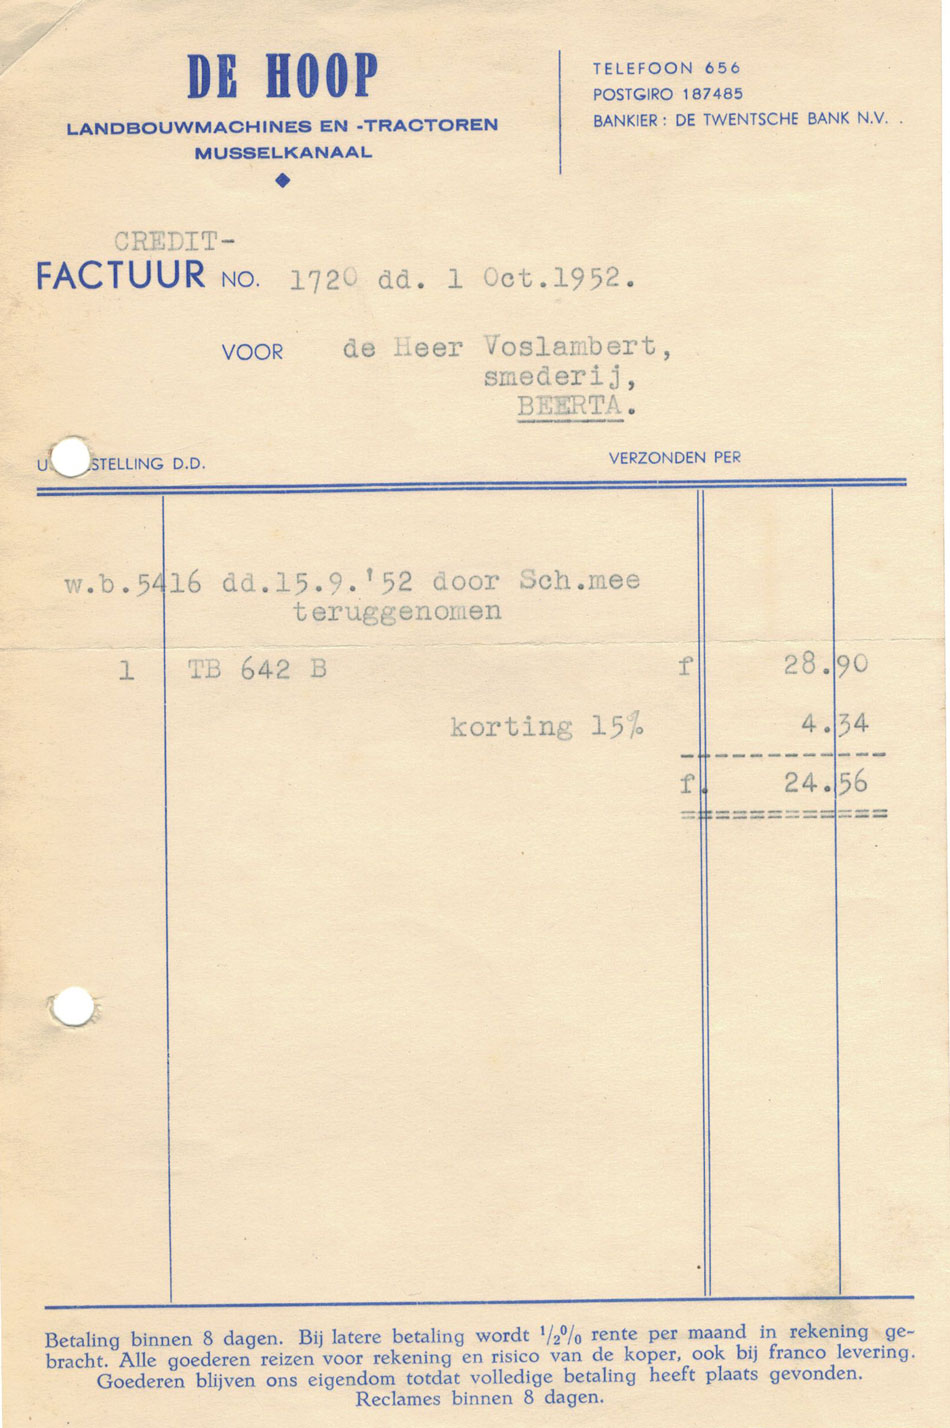 DE HOOP
LANDBOUWMACHINES EN -TRACTOREN
MUSSELKANAAL
TELEFOON 656
POSTGIRO 187485
BANKIER: DE TWENTSCHE BANK N.V.
CREDIT-
FACTUUR NO. 1720 dd. 1 Oct.1952.
VOOR de Heer Voslambert,
smederij,
BEERTA.
STELLING D.D. VERZONDEN PER
w.b.5416 dd.15.9.'52 door Sch.mee
teruggenomen
1 TB 642 B f 28.90
korting 15% 4.34
f. 24.56
Betaling binnen 8 dagen. Bij latere betaling wordt 1/2% rente per maand in rekening ge-
bracht. Alle goederen reizen voor rekening en risico van de koper, ook bij franco levering.
Goederen blijven ons eigendom totdat volledige betaling heeft plaats gevonden.
Reclames binnen 8 dagen.